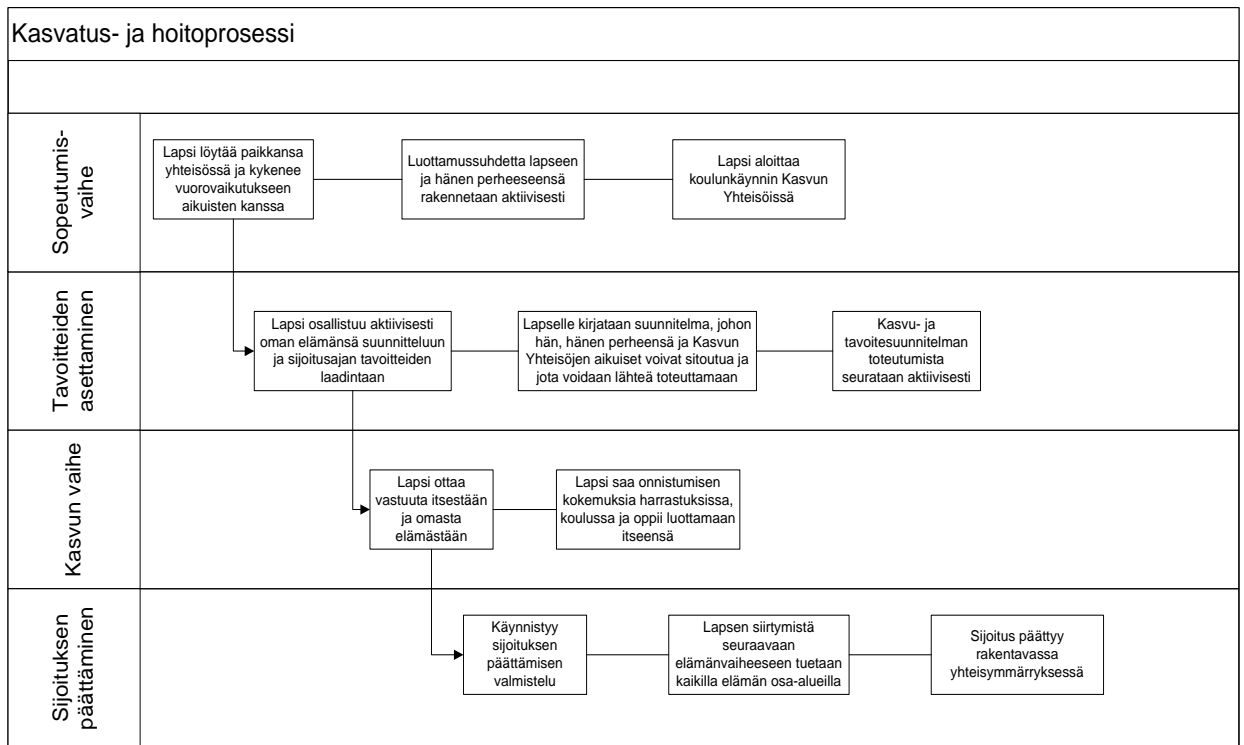 Kasvatus- ja hoitoprosessi
Sopeutumis-
vaihe
Lapsi löytää paikkansa
yhteisössä ja kykenee
vuorovaikutukseen
aikuisten kanssa
Luottamussuhdetta lapseen
ja hänen perheeseensä
rakennetaan aktiivisesti
Lapsi aloittaa
koulunkäynnin Kasvun
Yhteisöissä
Tavoitteiden
asettaminen
Lapsi osallistuu aktiivisesti
oman elämänsä suunnitteluun
ja sijoitusajan tavoitteiden
laadintaan
Lapselle kirjataan suunnitelma, johon
hän, hänen perheensä ja Kasvun
Yhteisöjen aikuiset voivat sitoutua ja
jota voidaan lähteä toteuttamaan
Kasvu- ja
tavoitesuunnitelman
toteutumista
seurataan aktiivisesti
Kasvun vaihe
Lapsi ottaa
vastuuta itsestään
ja omasta
elämästään
Lapsi saa onnistumisen
kokemuksia harrastuksissa,
koulussa ja oppii luottamaan
itseensä
Sijoituksen
päättäminen
Käynnistyy
sijoituksen
päättämisen
valmistelu
Lapsen siirtymistä
seuraavaan
elämänvaiheeseen tuetaan
kaikilla elämän osa-alueilla
Sijoitus päättyy
rakentavassa
yhteisymmärryksessä